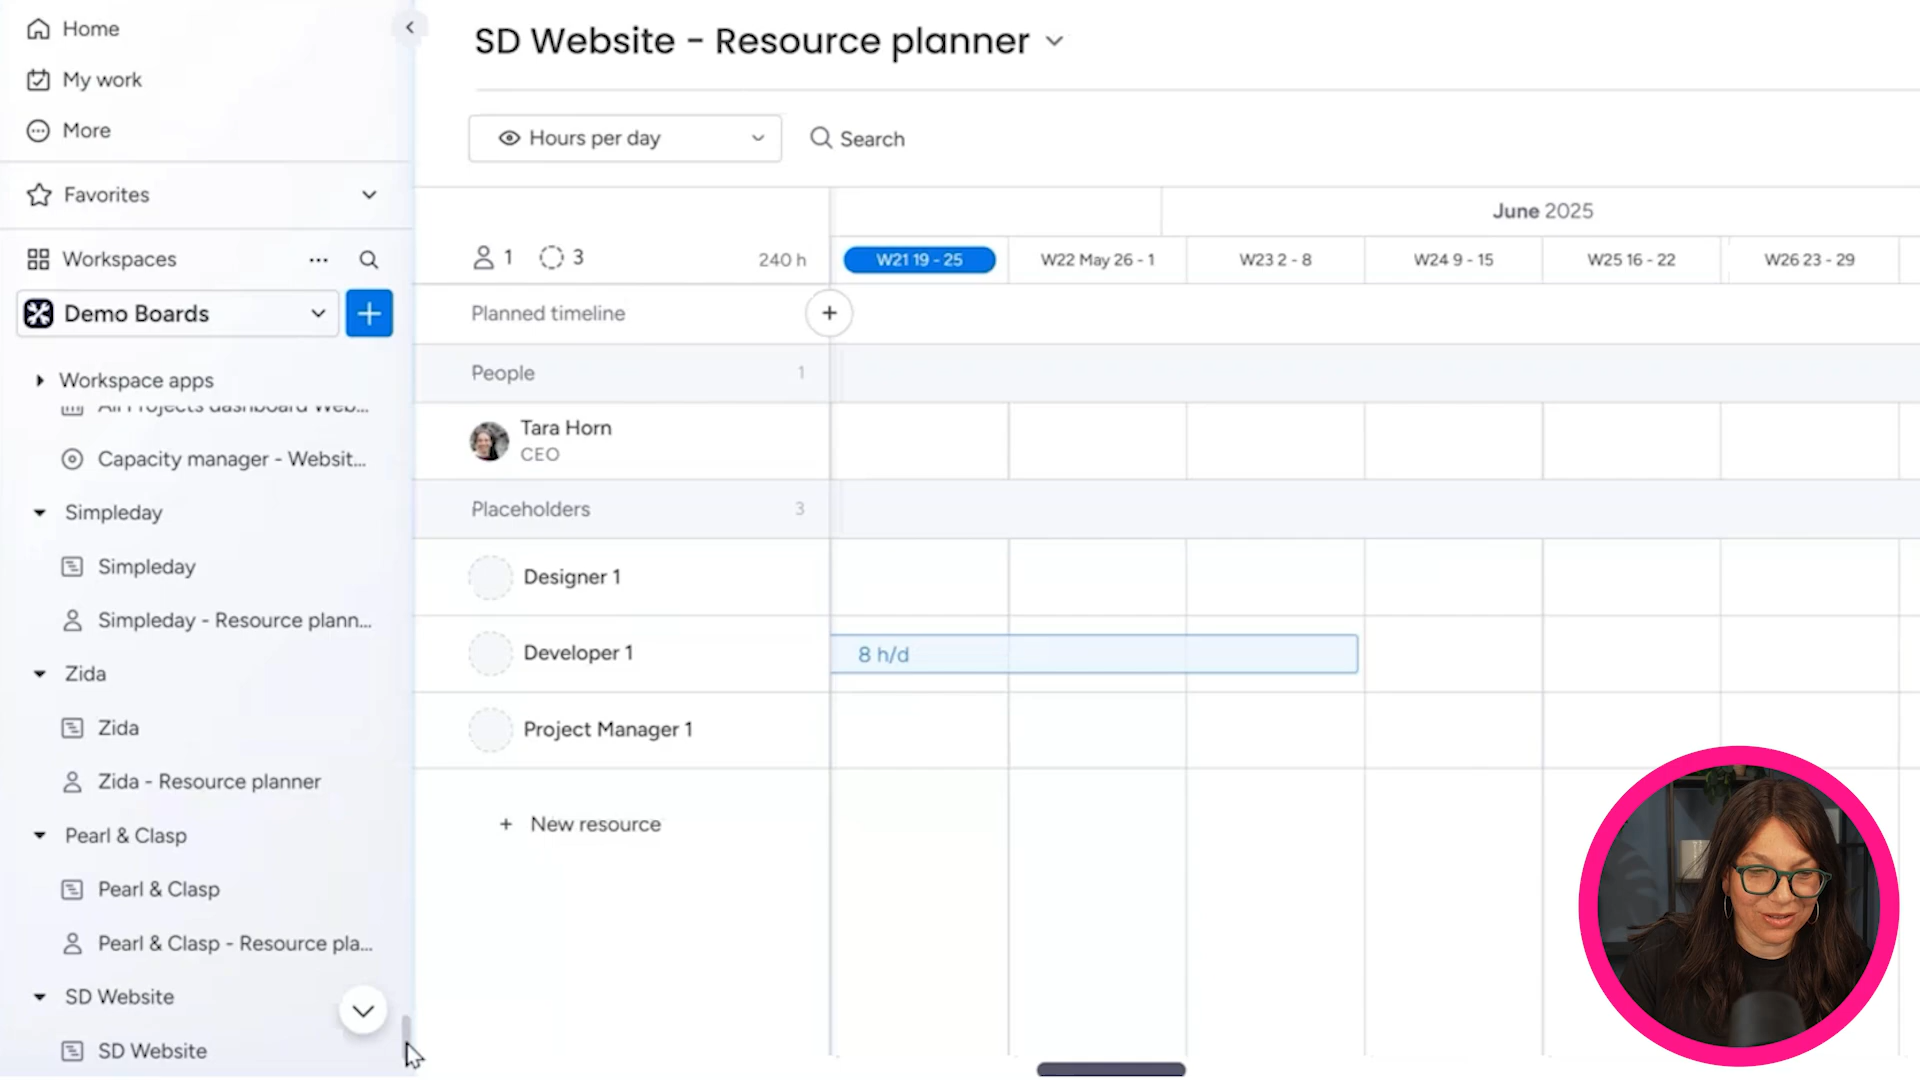 Home
My work
More
Favorites
Workspaces
Demo Boards
Workspace apps
All Projects dashboard Web...
Capacity manager - Websit...
Simpleday
Simpleday
Simpleday - Resource plann...
Zida
Zida
Zida - Resource planner
Pearl & Clasp
Pearl & Clasp
Pearl & Clasp - Resource pla...
SD Website
SD Website
SD Website - Resource planner
Hours per day
Search
June 2025
1 3 240 h
W21 19 - 25 W22 May 26 - 1 W23 2 - 8 W24 9 - 15 W25 16 - 22 W26 23 - 29
Planned timeline
People 1
Tara Horn
CEO
Placeholders 3
Designer 1
Developer 1 8 h/d
Project Manager 1
+ New resource